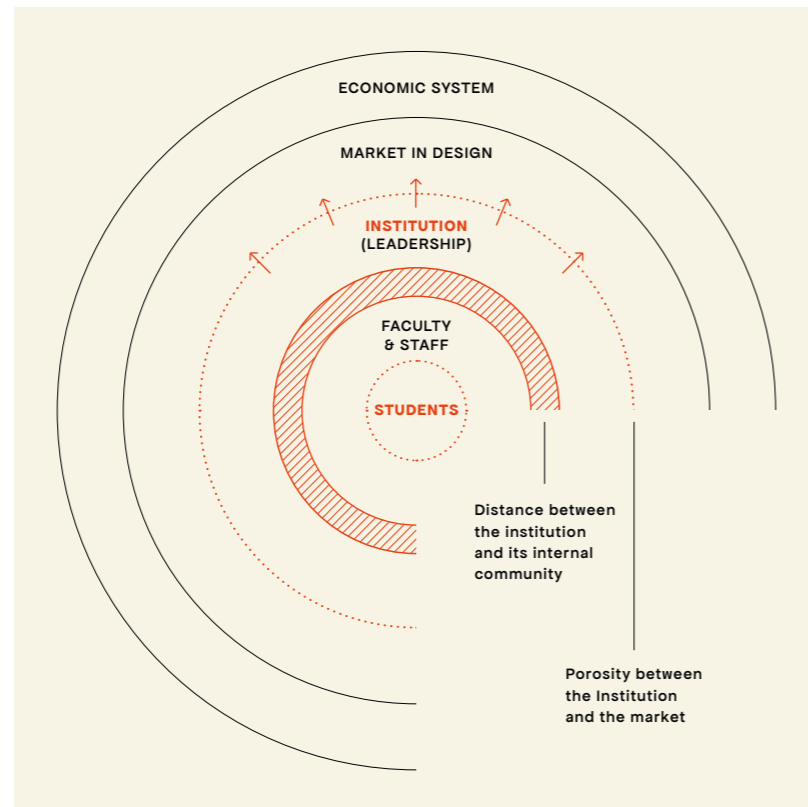 ECONOMIC SYSTEM
MARKET IN DESIGN
INSTITUTION
(LEADERSHIP)
FACULTY
& STAFF
STUDENTS
Distance between
the institution
and its internal
community
Porosity between
the Institution
and the market